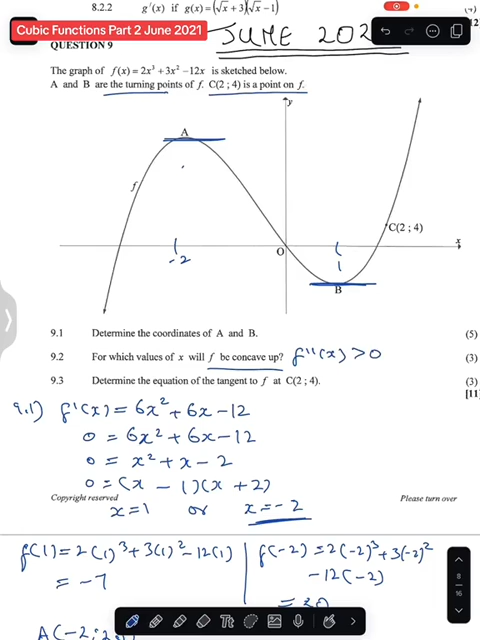 8.2.2 g'(x) if g(x)=(√x + 3)(√x − 1)
Cubic Functions Part 2 June 2021
JUNE 202
QUESTION 9
The graph of f(x) = 2x³ + 3x² − 12x is sketched below.
A and B are the turning points of f. C(2 ; 4) is a point on f.
y
A
f
C(2 ; 4)
O
x
-2
1
B
9.1 Determine the coordinates of A and B. (5)
9.2 For which values of x will f be concave up? f''(x) > 0 (3)
9.3 Determine the equation of the tangent to f at C(2 ; 4). (3)
[11]
9.1) f'(x) = 6x² + 6x - 12
0 = 6x² + 6x - 12
0 = x² + x - 2
0 = (x - 1)(x + 2)
Copyright reserved
Please turn over
x = 1 or x = -2
f(1) = 2(1)³ + 3(1)² - 12(1)
= -7
f(-2) = 2(-2)³ + 3(-2)²
- 12(-2)
= 20
8
16
A(-2 ; 20)